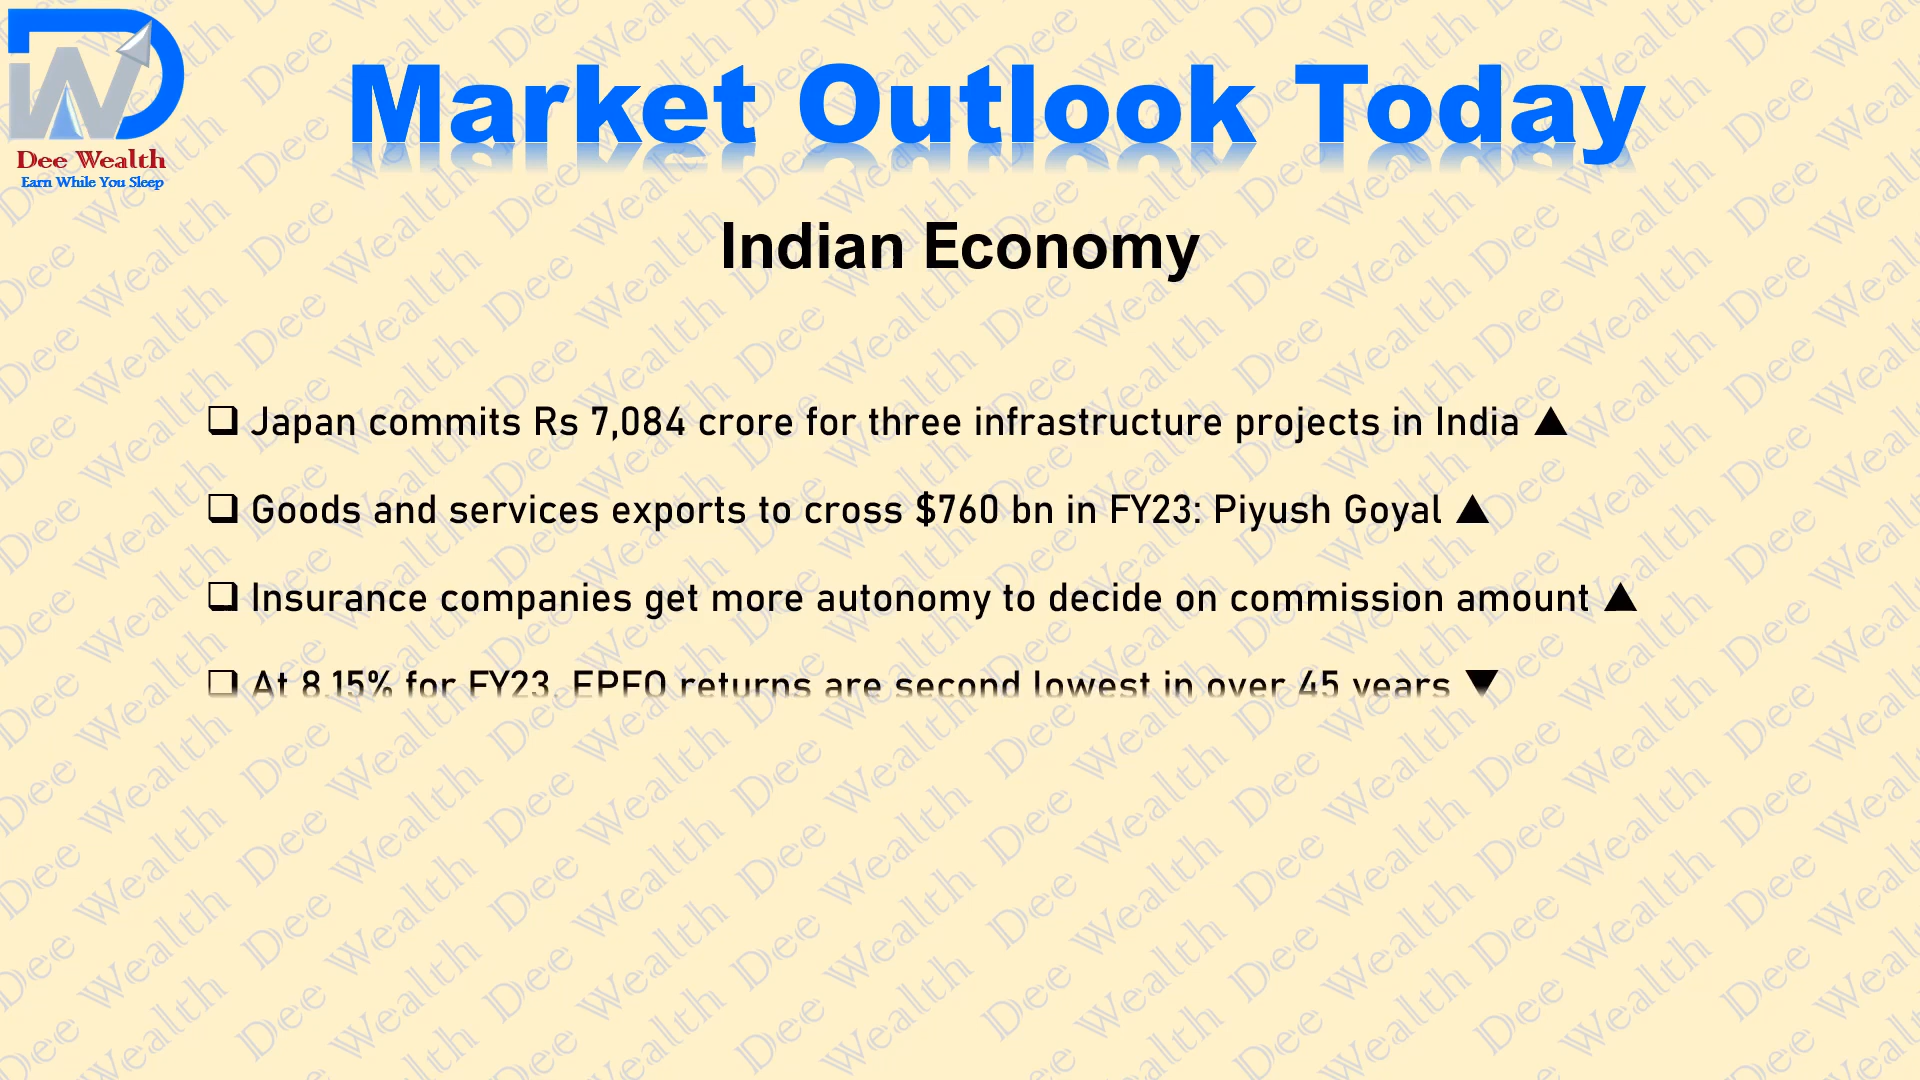 Dee Wealth
Earn While You Sleep
Market Outlook Today
Indian Economy
❑ Japan commits Rs 7,084 crore for three infrastructure projects in India ▲
❑ Goods and services exports to cross $760 bn in FY23: Piyush Goyal ▲
❑ Insurance companies get more autonomy to decide on commission amount ▲
❑ At 8.15% for FY23, EPFO returns are second lowest in over 45 years ▼